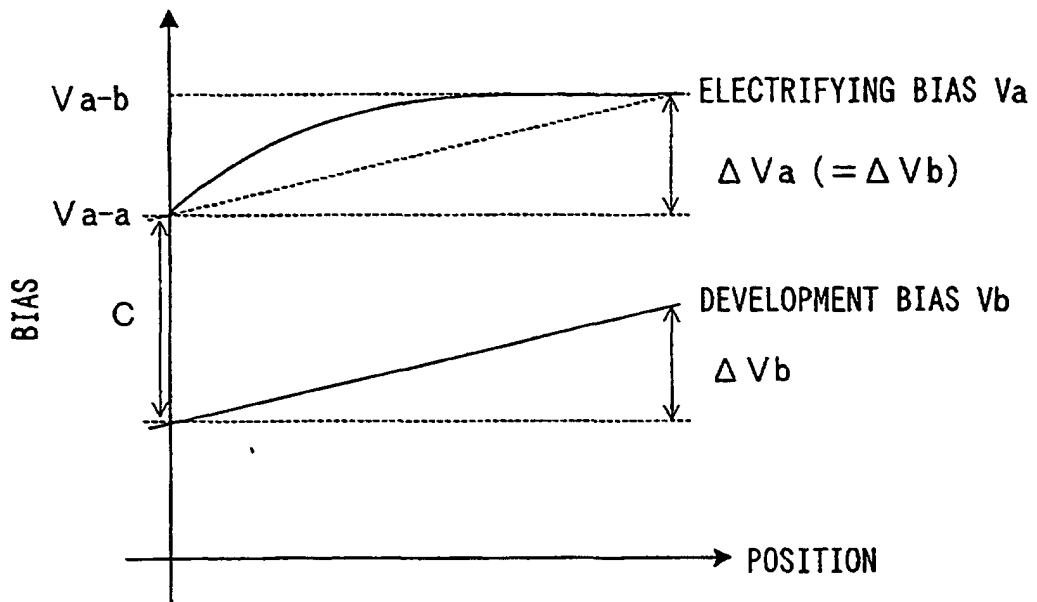 Va-b
ELECTRIFYING BIAS Va
ΔVa (=ΔVb)
Va-a
BIAS
C
DEVELOPMENT BIAS Vb
ΔVb
POSITION